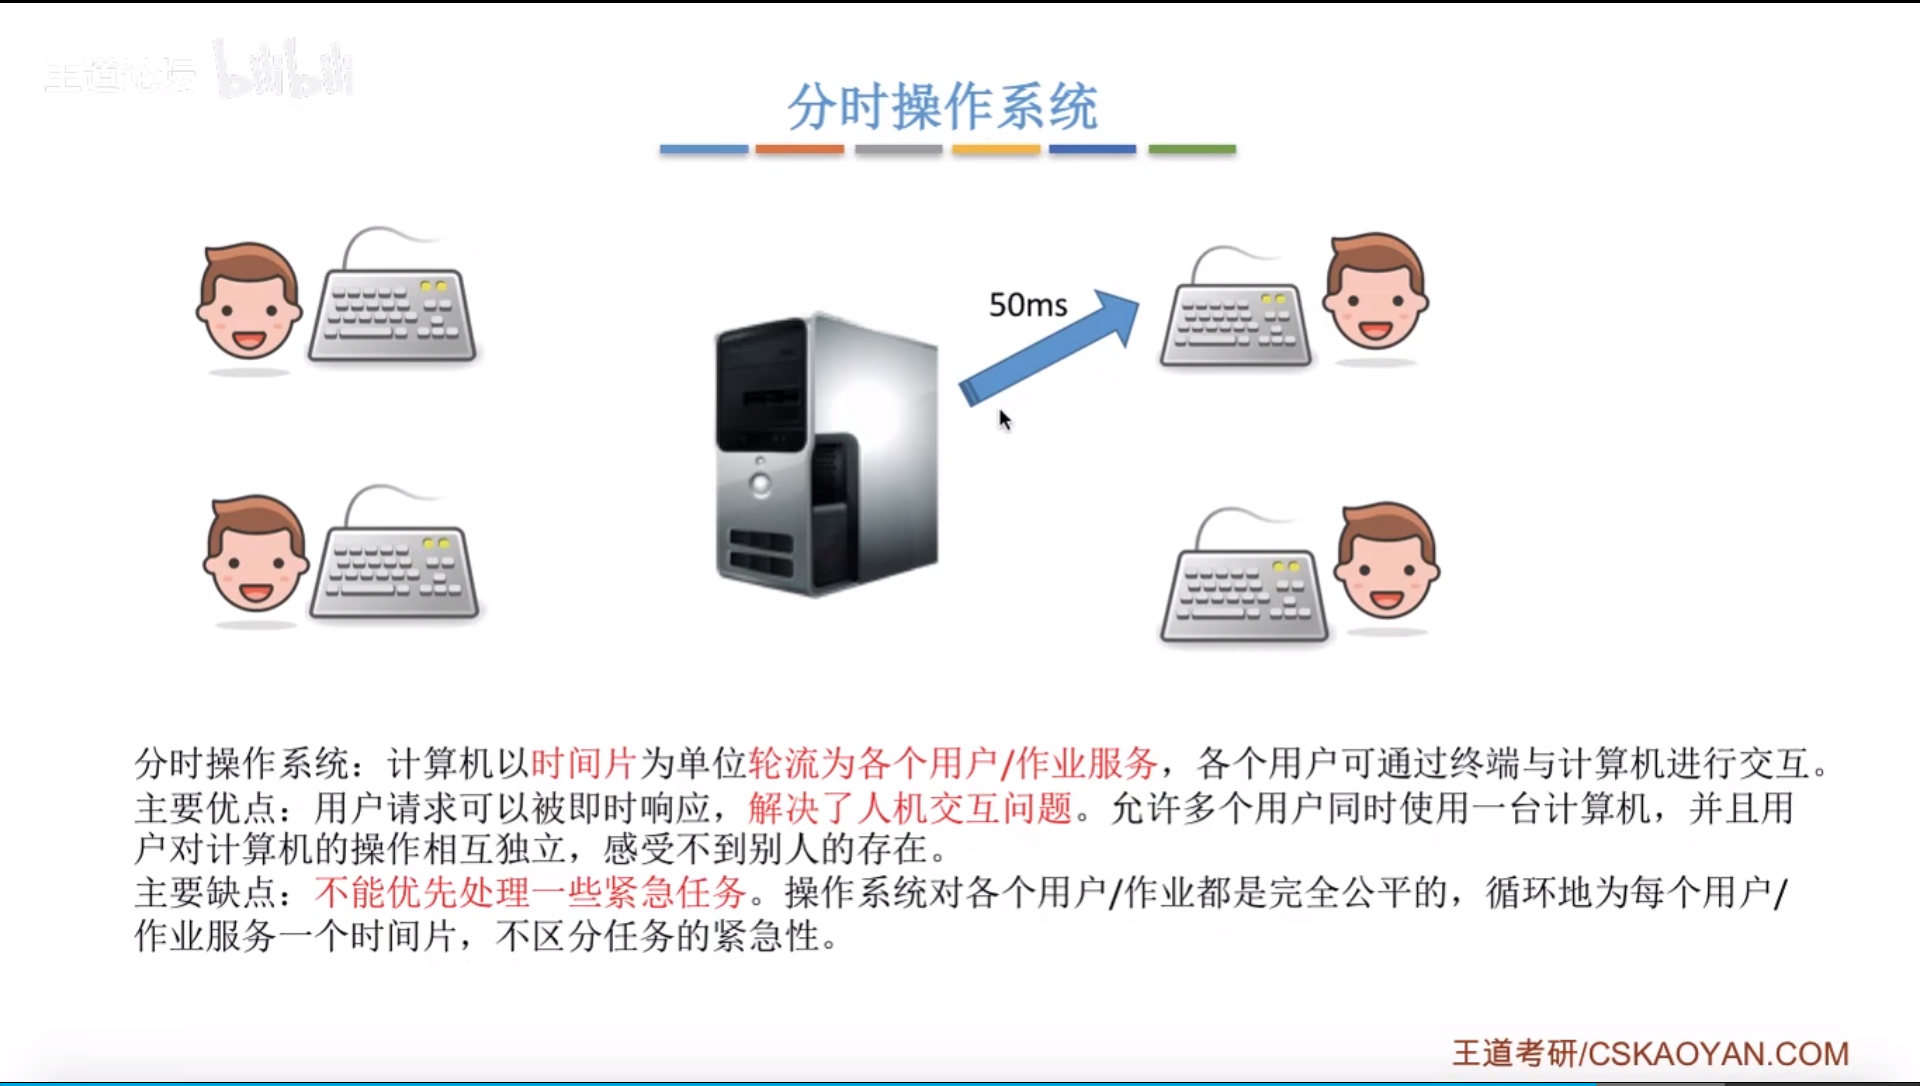 王道论坛 bilibili
分时操作系统
50ms
分时操作系统：计算机以时间片为单位轮流为各个用户/作业服务，各个用户可通过终端与计算机进行交互。
主要优点：用户请求可以被即时响应，解决了人机交互问题。允许多个用户同时使用一台计算机，并且用
户对计算机的操作相互独立，感受不到别人的存在。
主要缺点：不能优先处理一些紧急任务。操作系统对各个用户/作业都是完全公平的，循环地为每个用户/
作业服务一个时间片，不区分任务的紧急性。
王道考研/CSKAOYAN.COM